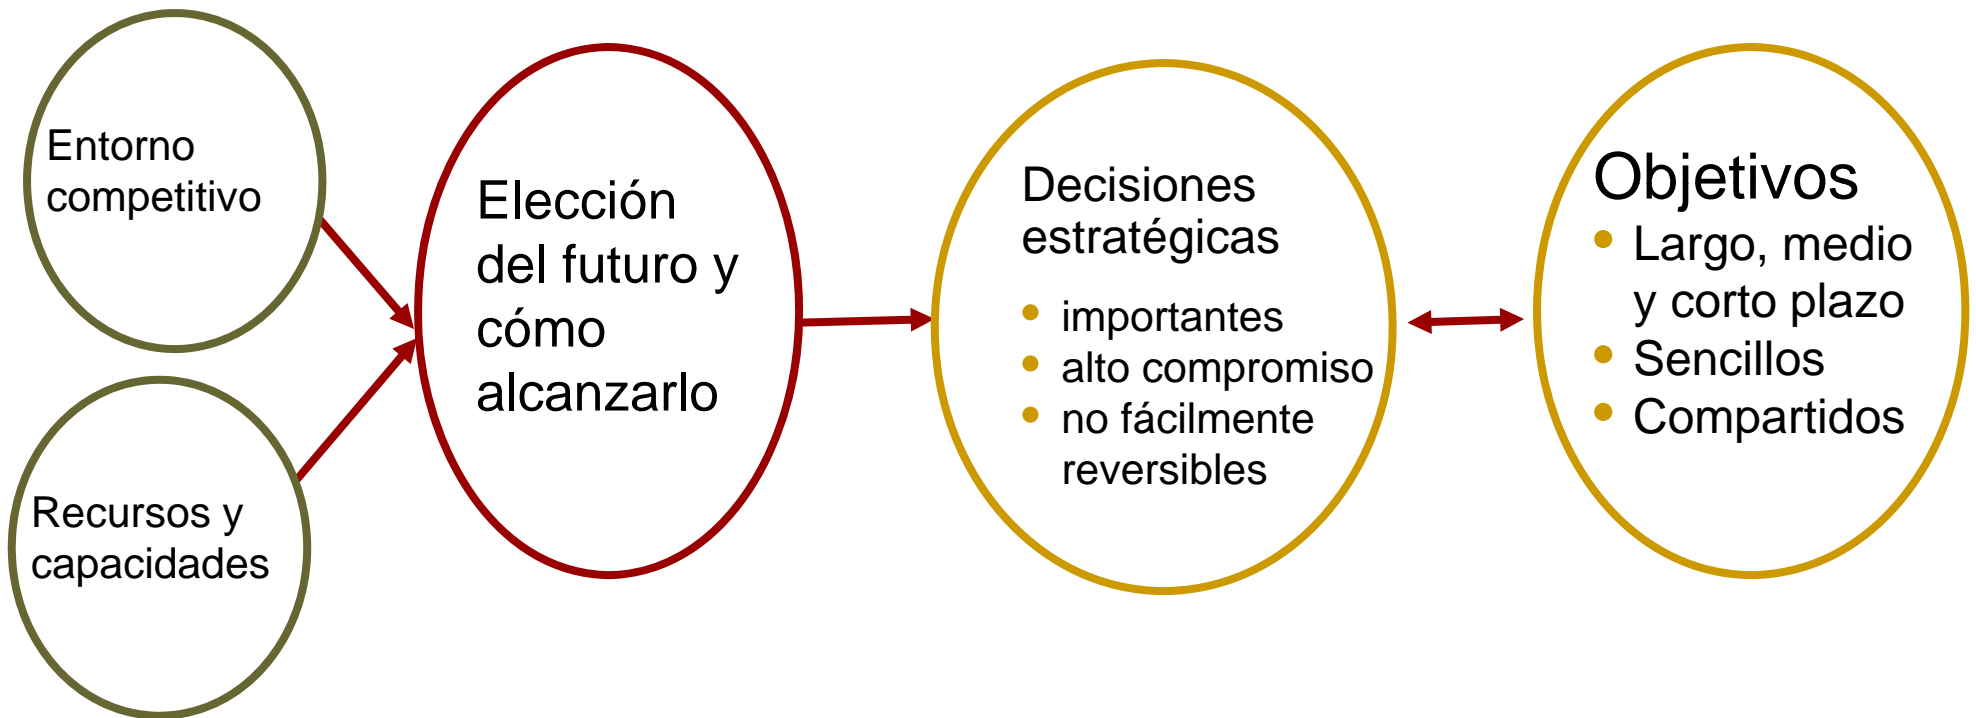 Entorno
competitivo
Recursos y
capacidades
Elección
del futuro y
cómo
alcanzarlo
Decisiones
estratégicas
• importantes
• alto compromiso
• no fácilmente
reversibles
Objetivos
• Largo, medio
y corto plazo
• Sencillos
• Compartidos